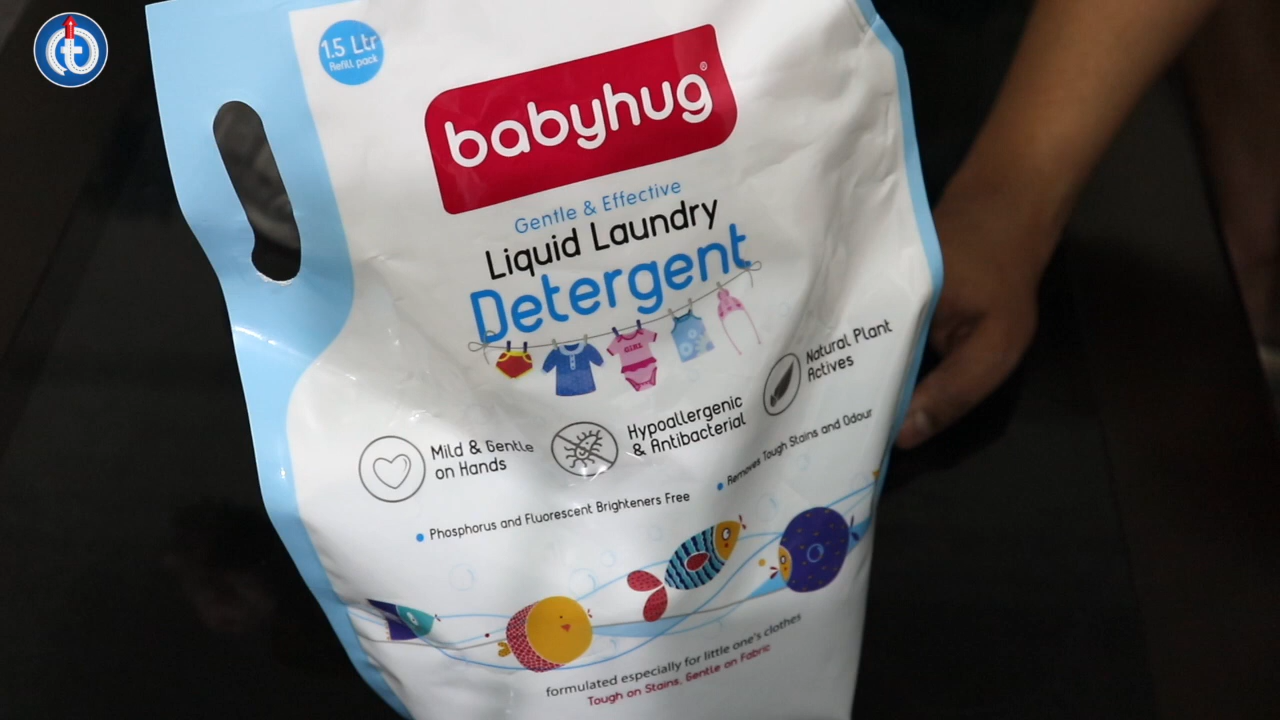 1.5 Ltr
Refill pack
babyhug®
Gentle & Effective
Liquid Laundry
Detergent
GIRL
Natural Plant
Actives
Hypoallergenic
& Antibacterial
Mild & Gentle
on Hands
Removes Tough Stains and Odour
Phosphorus and Fluorescent Brighteners Free
formulated especially for little one's clothes
Tough on Stains, Gentle on Fabric